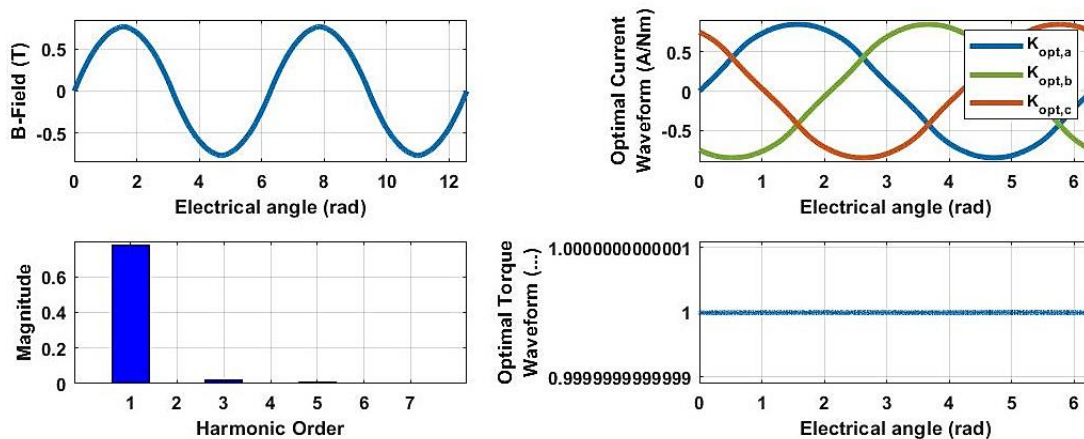 B-Field (T)
0.5
0
-0.5
0 2 4 6 8 10 12
Electrical angle (rad)
Optimal Current
Waveform (A/Nm)
0.5
0
-0.5
0 1 2 3 4 5 6
Electrical angle (rad)
Kopt,a
Kopt,b
Kopt,c
Magnitude
0.6
0.4
0.2
0
1 2 3 4 5 6 7
Harmonic Order
Optimal Torque
Waveform (...)
1.0000000000001
1
0.9999999999999
0 1 2 3 4 5 6
Electrical angle (rad)